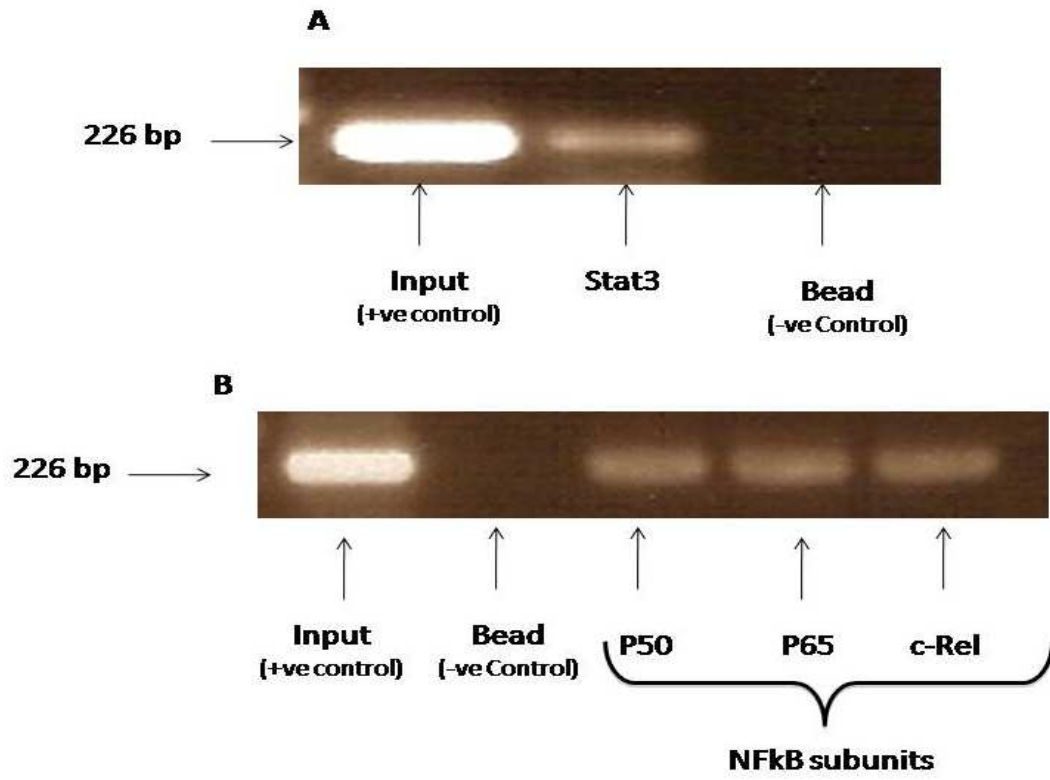 A
226 bp
Input
(+ve control)
Stat3
Bead
(-ve Control)
B
226 bp
Input
(+ve control)
Bead
(-ve Control)
P50
P65
c-Rel
NFkB subunits